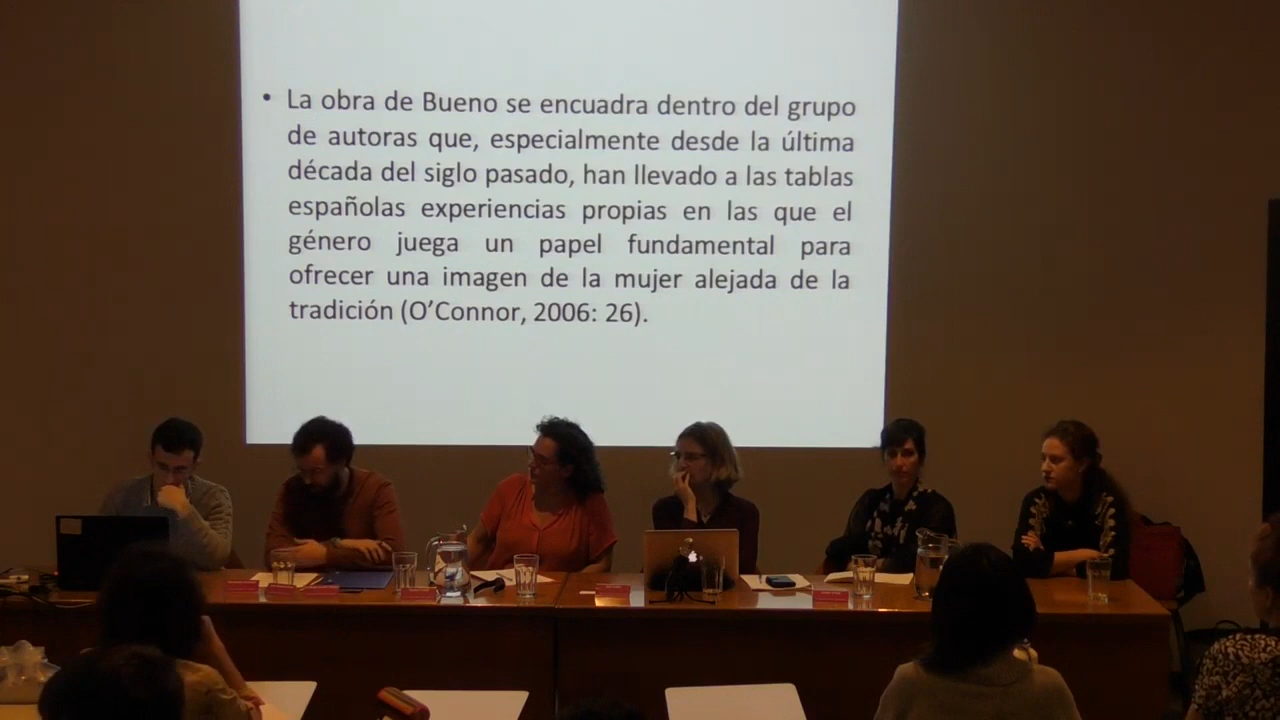 • La obra de Bueno se encuadra dentro del grupo
de autoras que, especialmente desde la última
década del siglo pasado, han llevado a las tablas
españolas experiencias propias en las que el
género juega un papel fundamental para
ofrecer una imagen de la mujer alejada de la
tradición (O’Connor, 2006: 26).